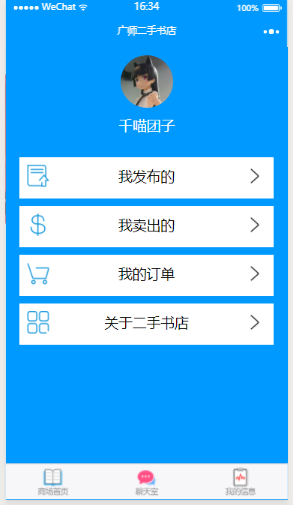 ●●●●● WeChat 16:34 100%
广师二手书店
千喵团子
我发布的
我卖出的
我的订单
关于二手书店
商场首页 聊天室 我的信息